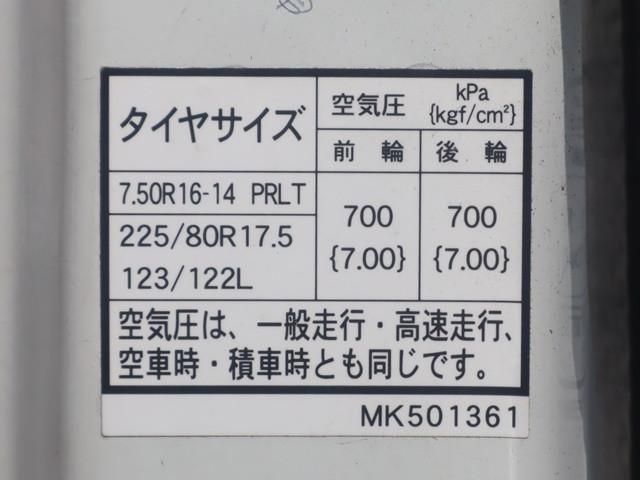 タイヤサイズ
空気圧 kPa {kgf/cm²}
前輪 後輪
7.50R16-14 PRLT
225/80R17.5
123/122L
700 700
{7.00} {7.00}
空気圧は、一般走行・高速走行、
空車時・積車時とも同じです。
MK501361